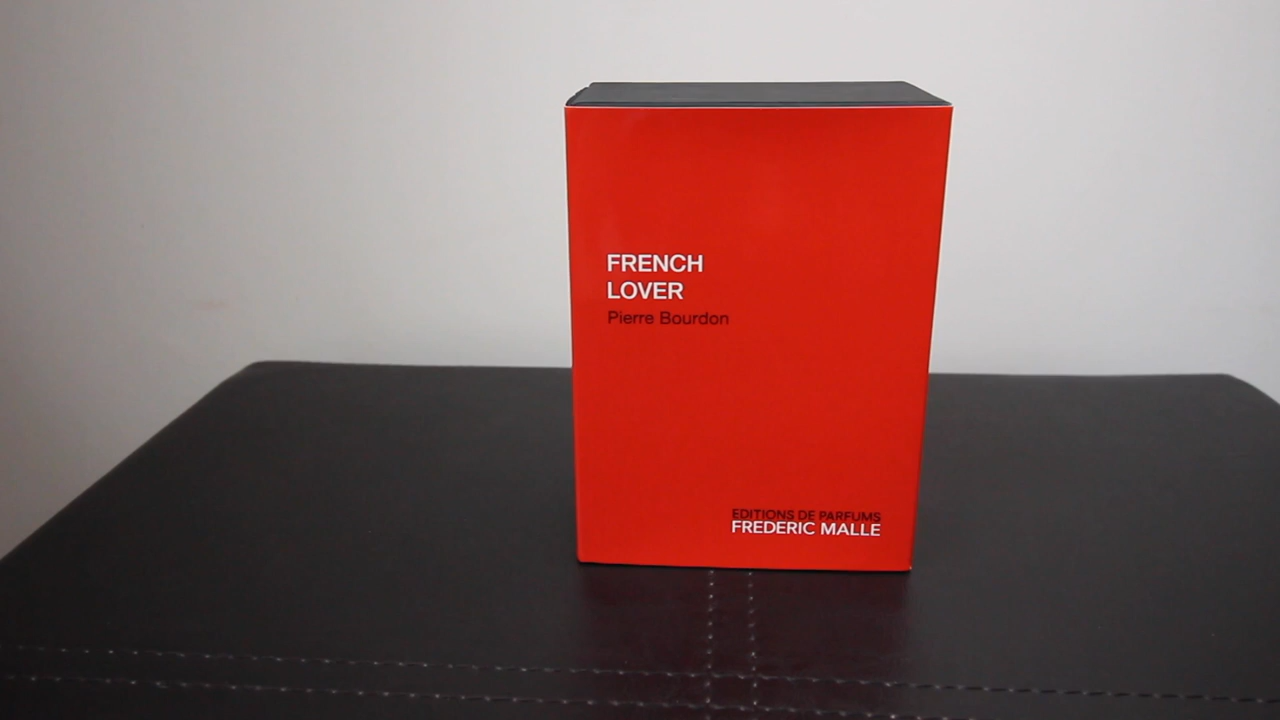 FRENCH
LOVER
Pierre Bourdon
EDITIONS DE PARFUMS
FREDERIC MALLE